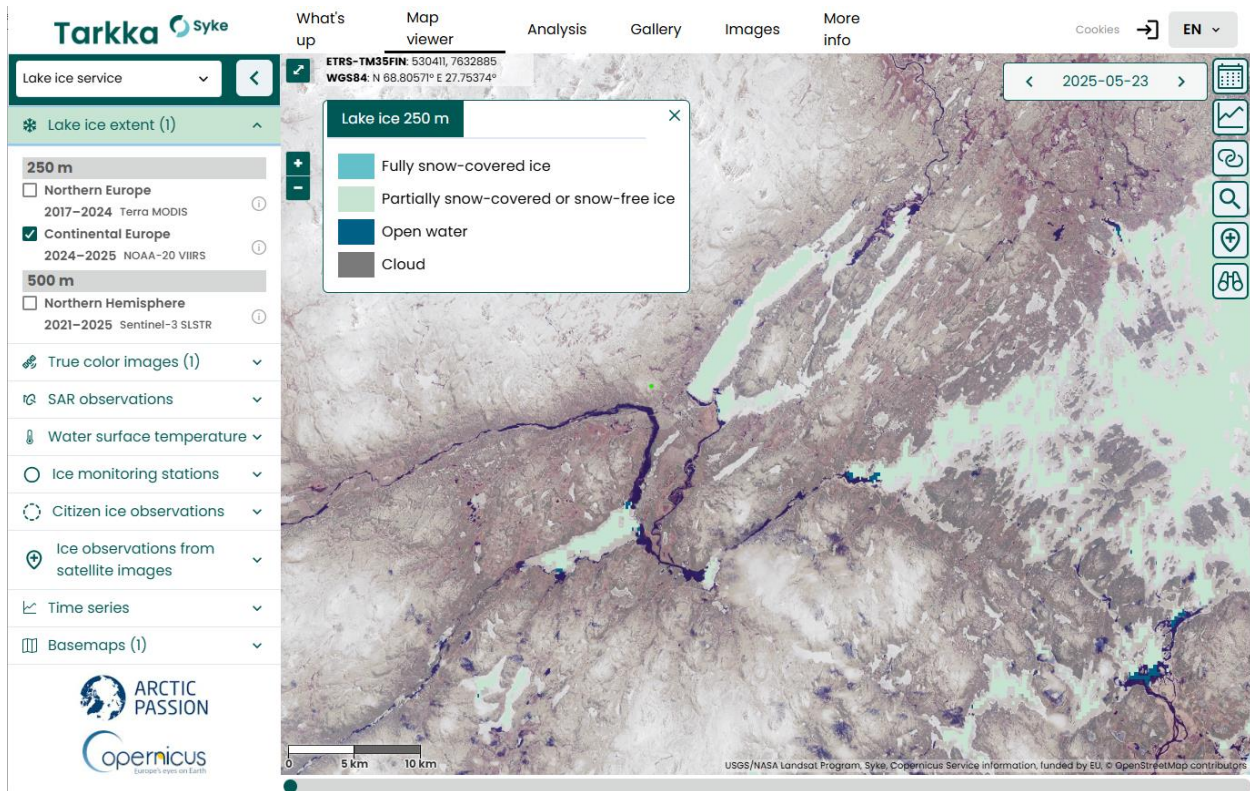 Tarkka Syke
What's up
Map viewer
Analysis
Gallery
Images
More info
Cookies
EN
Lake ice service
Lake ice extent (1)
250 m
Northern Europe
2017–2024 Terra MODIS
Continental Europe
2024–2025 NOAA-20 VIIRS
500 m
Northern Hemisphere
2021–2025 Sentinel-3 SLSTR
True color images (1)
SAR observations
Water surface temperature
Ice monitoring stations
Citizen ice observations
Ice observations from
satellite images
Time series
Basemaps (1)
ARCTIC
PASSION
Copernicus
Europe's eyes on Earth
ETRS-TM35FIN: 530411, 7632885
WGS84: N 68.80571° E 27.75374°
2025-05-23
+
−
Lake ice 250 m
Fully snow-covered ice
Partially snow-covered or snow-free ice
Open water
Cloud
0 5 km 10 km
USGS/NASA Landsat Program, Syke, Copernicus Service information, funded by EU, © OpenStreetMap contributors